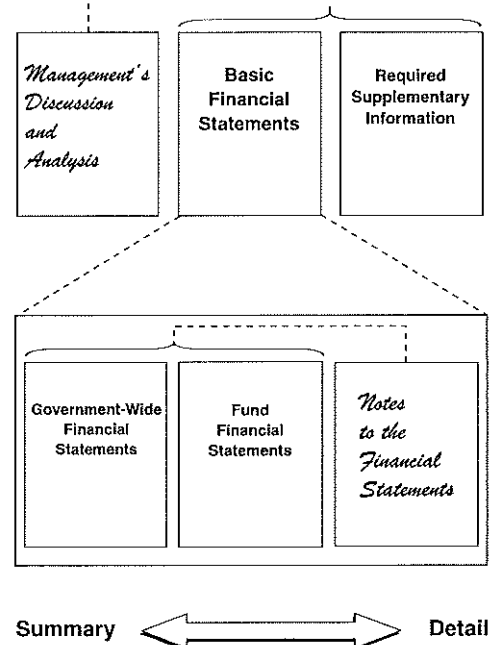 Management's
Discussion
and
Analysis
Basic
Financial
Statements
Required
Supplementary
Information
Government-Wide
Financial
Statements
Fund
Financial
Statements
Notes
to the
Financial
Statements
Summary
Detail